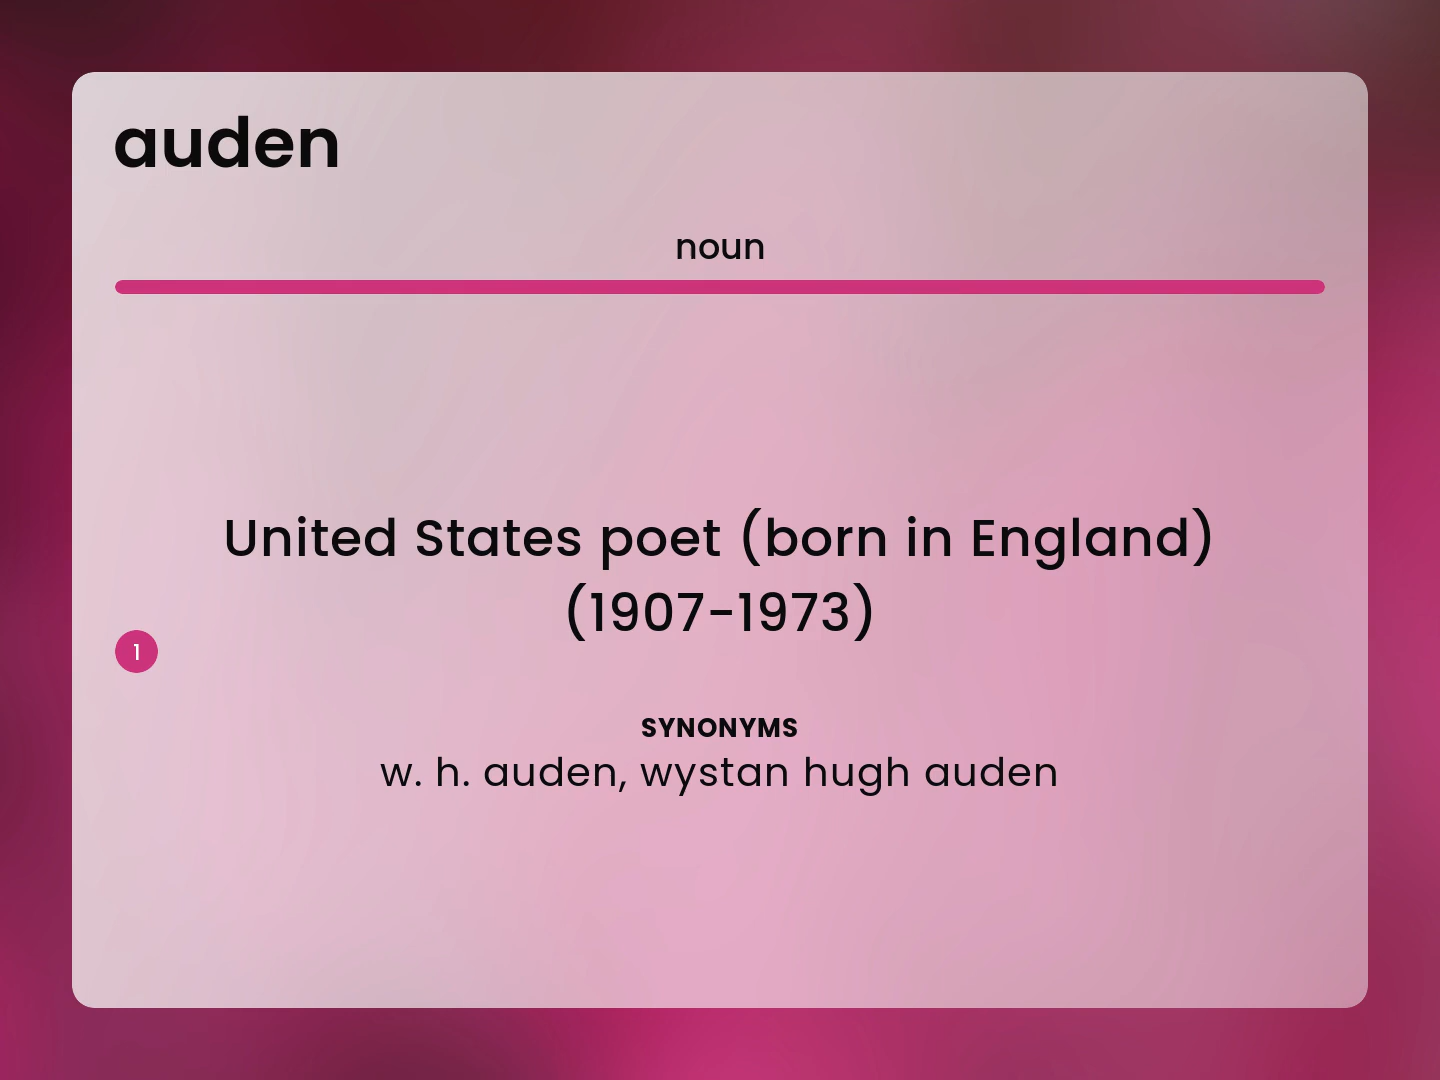 auden
noun
United States poet (born in England)
(1907-1973)
1
SYNONYMS
w. h. auden, wystan hugh auden